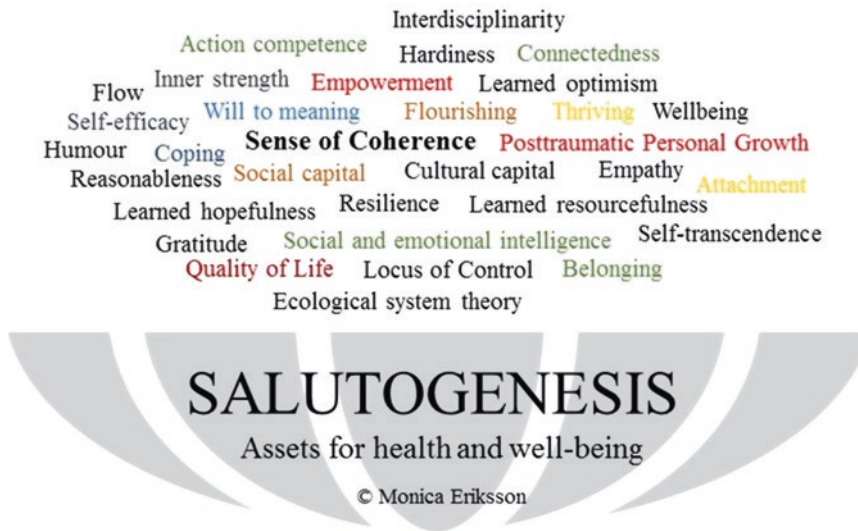 Interdisciplinarity
Action competence Hardiness Connectedness
Flow Inner strength Empowerment Learned optimism
Self-efficacy Will to meaning Flourishing Thriving Wellbeing
Humour Coping Sense of Coherence Posttraumatic Personal Growth
Reasonableness Social capital Cultural capital Empathy Attachment
Learned hopefulness Resilience Learned resourcefulness
Gratitude Social and emotional intelligence Self-transcendence
Quality of Life Locus of Control Belonging
Ecological system theory
SALUTOGENESIS
Assets for health and well-being
© Monica Eriksson